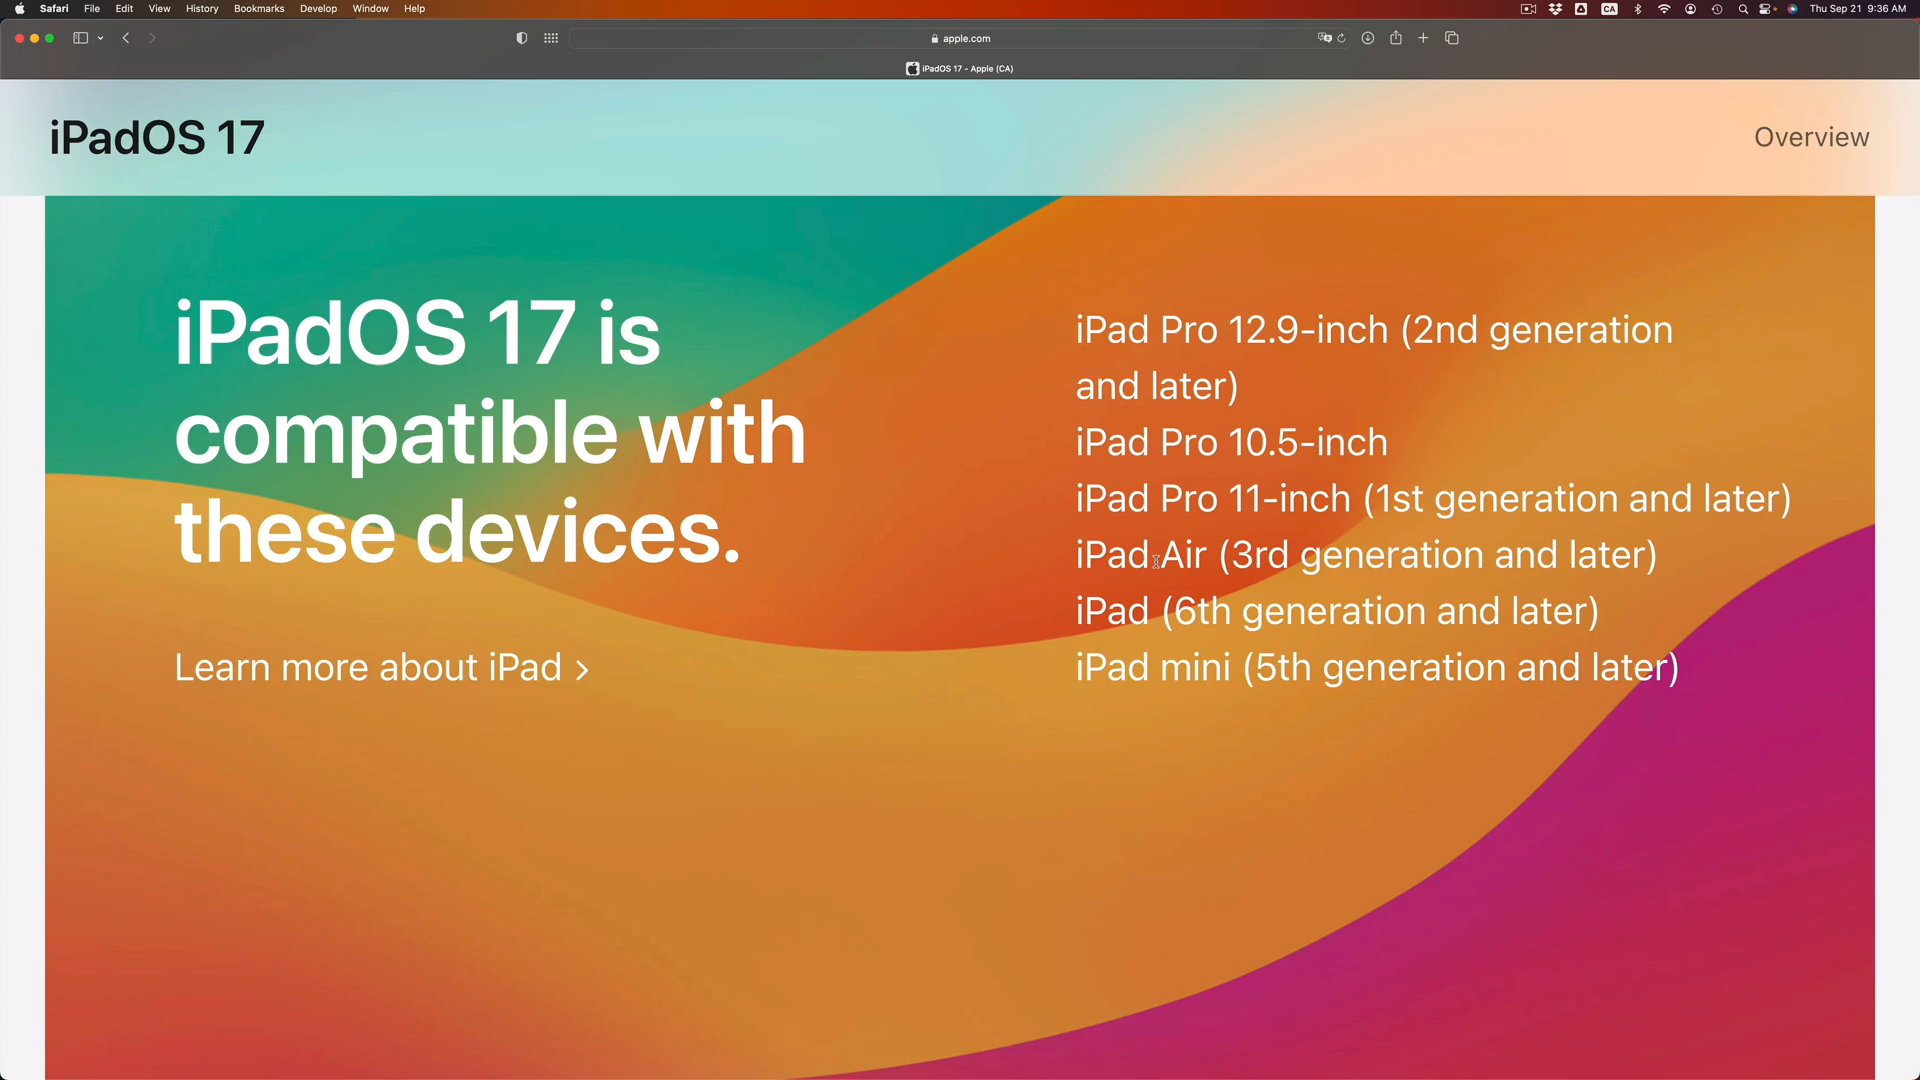 Safari File Edit View History Bookmarks Develop Window Help
CA Thu Sep 21 9:36 AM
apple.com
iPadOS 17 - Apple (CA)
iPadOS 17
Overview
iPadOS 17 is
compatible with
these devices.
Learn more about iPad >
iPad Pro 12.9-inch (2nd generation
and later)
iPad Pro 10.5-inch
iPad Pro 11-inch (1st generation and later)
iPad Air (3rd generation and later)
iPad (6th generation and later)
iPad mini (5th generation and later)